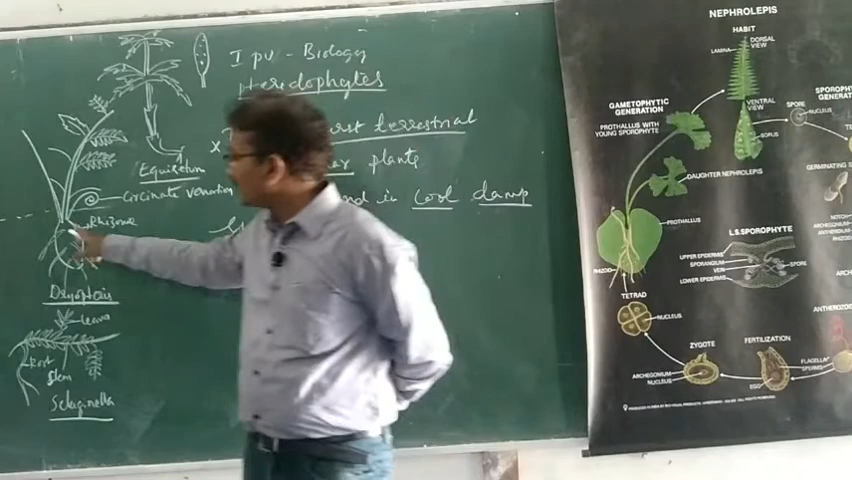 I PU - Biology
Pteridophytes
x
first terrestrial
plants
Equisetum
Circinate vernation
in cool damp
Rhizome
Dryopteris
leaves
Root
Stem
Selaginella
NEPHROLEPIS
HABIT
LAMINA
DORSAL
VIEW
GAMETOPHYTIC
GENERATION
PROTHALLUS WITH
YOUNG SPOROPHYTE
VENTRAL
VIEW
SORUS
SPORE
NUCLEUS
DAUGHTER NEPHROLEPIS
GERMINATING
PROTHALLUS
RHIZOID
L.S.SPOROPHYTE
UPPER EPIDERMIS
SPORANGIUM
VEIN
LOWER EPIDERMIS
SPORE
TETRAD
NUCLEUS
ZYGOTE
FERTILIZATION
ARCHEGONIUM
NUCLEUS
EGG
FLAGELLA
SPERMS